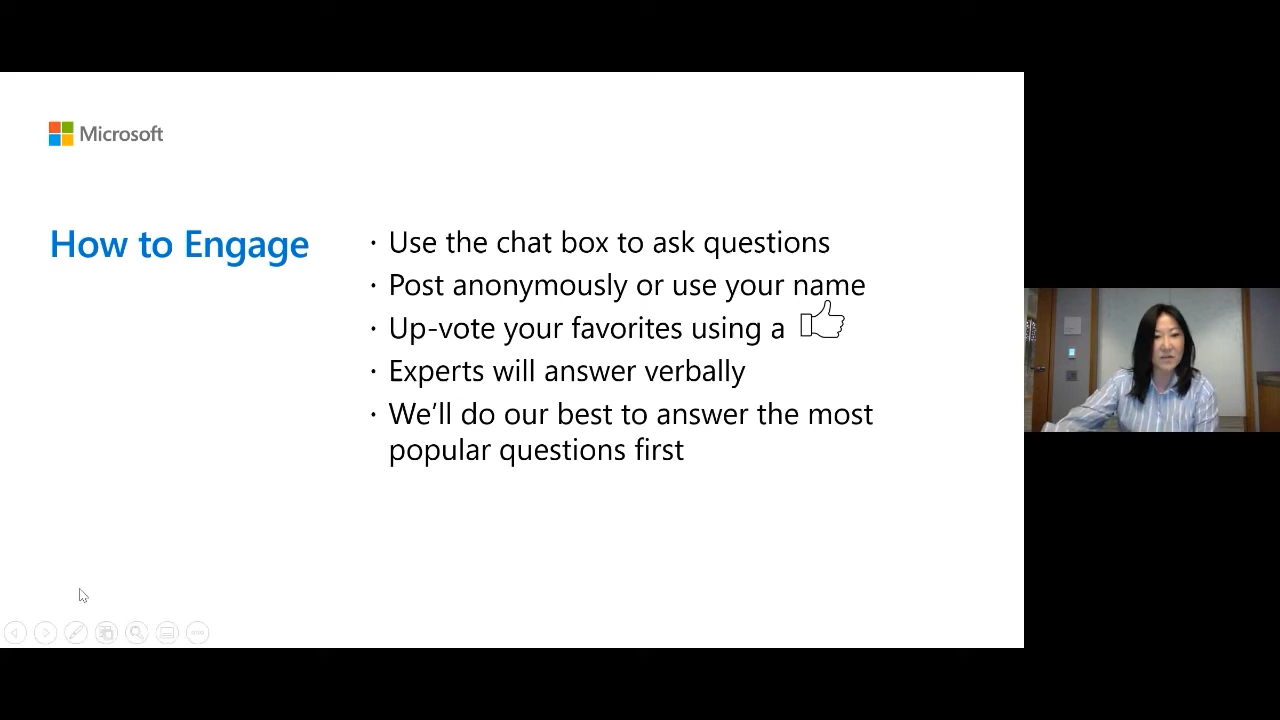 Microsoft
How to Engage
· Use the chat box to ask questions
· Post anonymously or use your name
· Up-vote your favorites using a
· Experts will answer verbally
· We'll do our best to answer the most
popular questions first